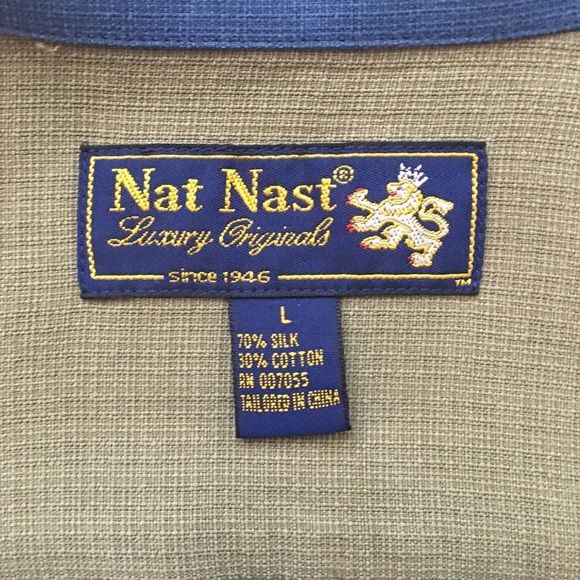 Nat Nast®
Luxury Originals
Since 1946
TM
L
70% SILK
30% COTTON
RN 007055
TAILORED IN CHINA